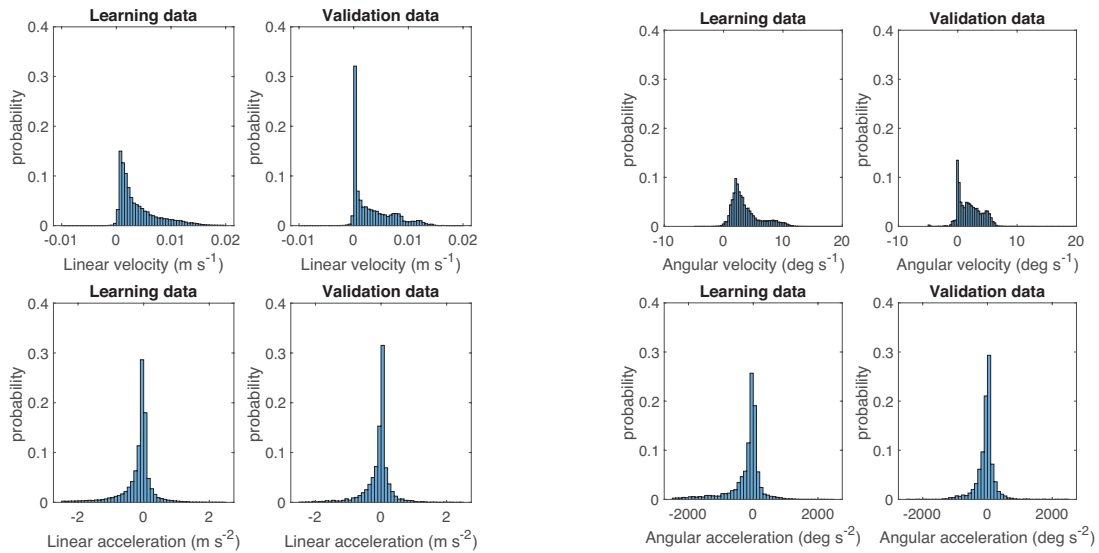 Learning data
0.4
0.3
0.2
0.1
0
probability
-0.01 0 0.01 0.02
Linear velocity (m s-1)
Validation data
0.4
0.3
0.2
0.1
0
probability
-0.01 0 0.01 0.02
Linear velocity (m s-1)
Learning data
0.4
0.3
0.2
0.1
0
probability
-10 0 10 20
Angular velocity (deg s-1)
Validation data
0.4
0.3
0.2
0.1
0
probability
-10 0 10 20
Angular velocity (deg s-1)
Learning data
0.4
0.3
0.2
0.1
0
probability
-2 0 2
Linear acceleration (m s-2)
Validation data
0.4
0.3
0.2
0.1
0
probability
-2 0 2
Linear acceleration (m s-2)
Learning data
0.4
0.3
0.2
0.1
0
probability
-2000 0 2000
Angular acceleration (deg s-2)
Validation data
0.4
0.3
0.2
0.1
0
probability
-2000 0 2000
Angular acceleration (deg s-2)